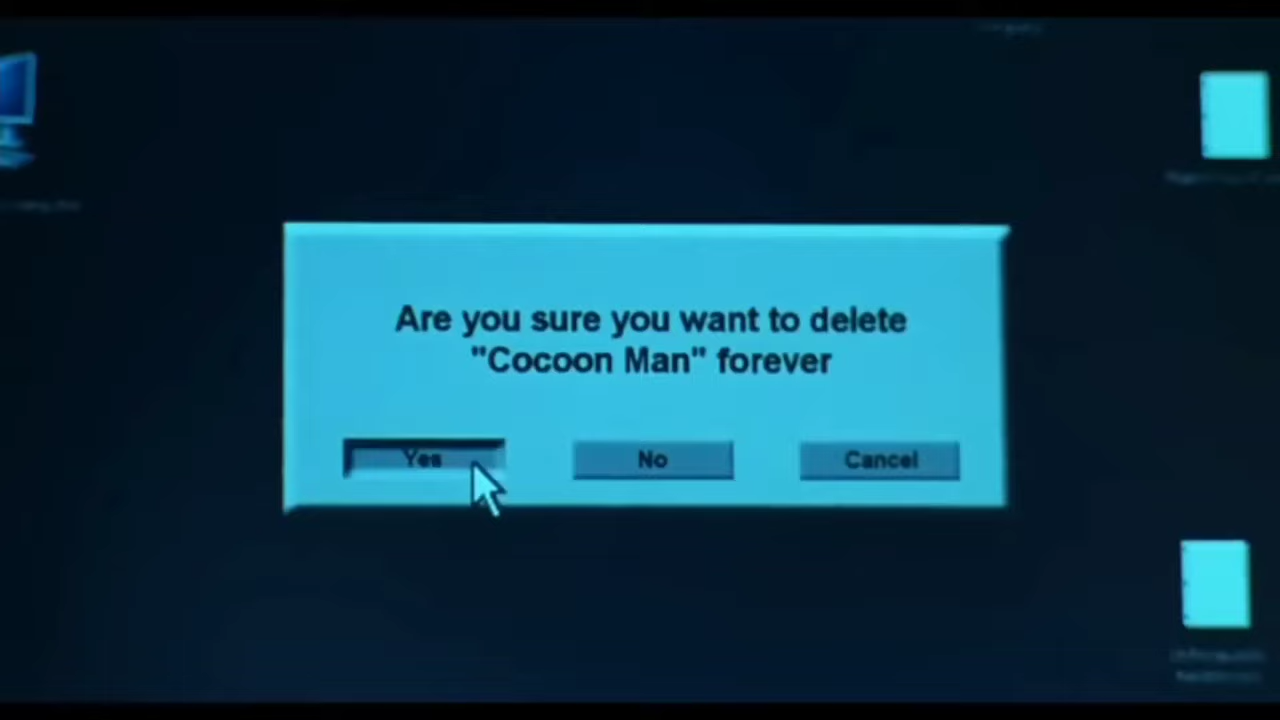 Are you sure you want to delete
"Cocoon Man" forever
Yes
No
Cancel